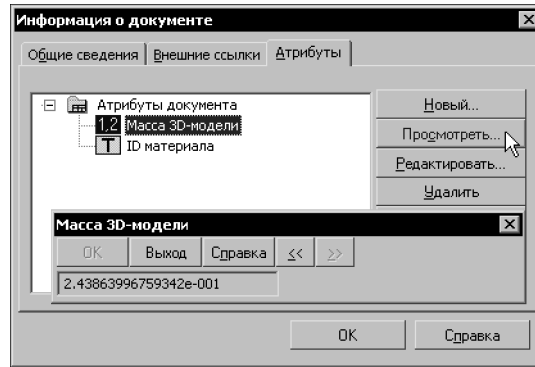 Информация о документе
Общие сведения Внешние ссылки Атрибуты
Атрибуты документа
1,2 Масса 3D-модели
T ID материала
Новый...
Просмотреть...
Редактировать...
Удалить
Масса 3D-модели
OK Выход Справка << >>
2.43863996759342e-001
OK Справка